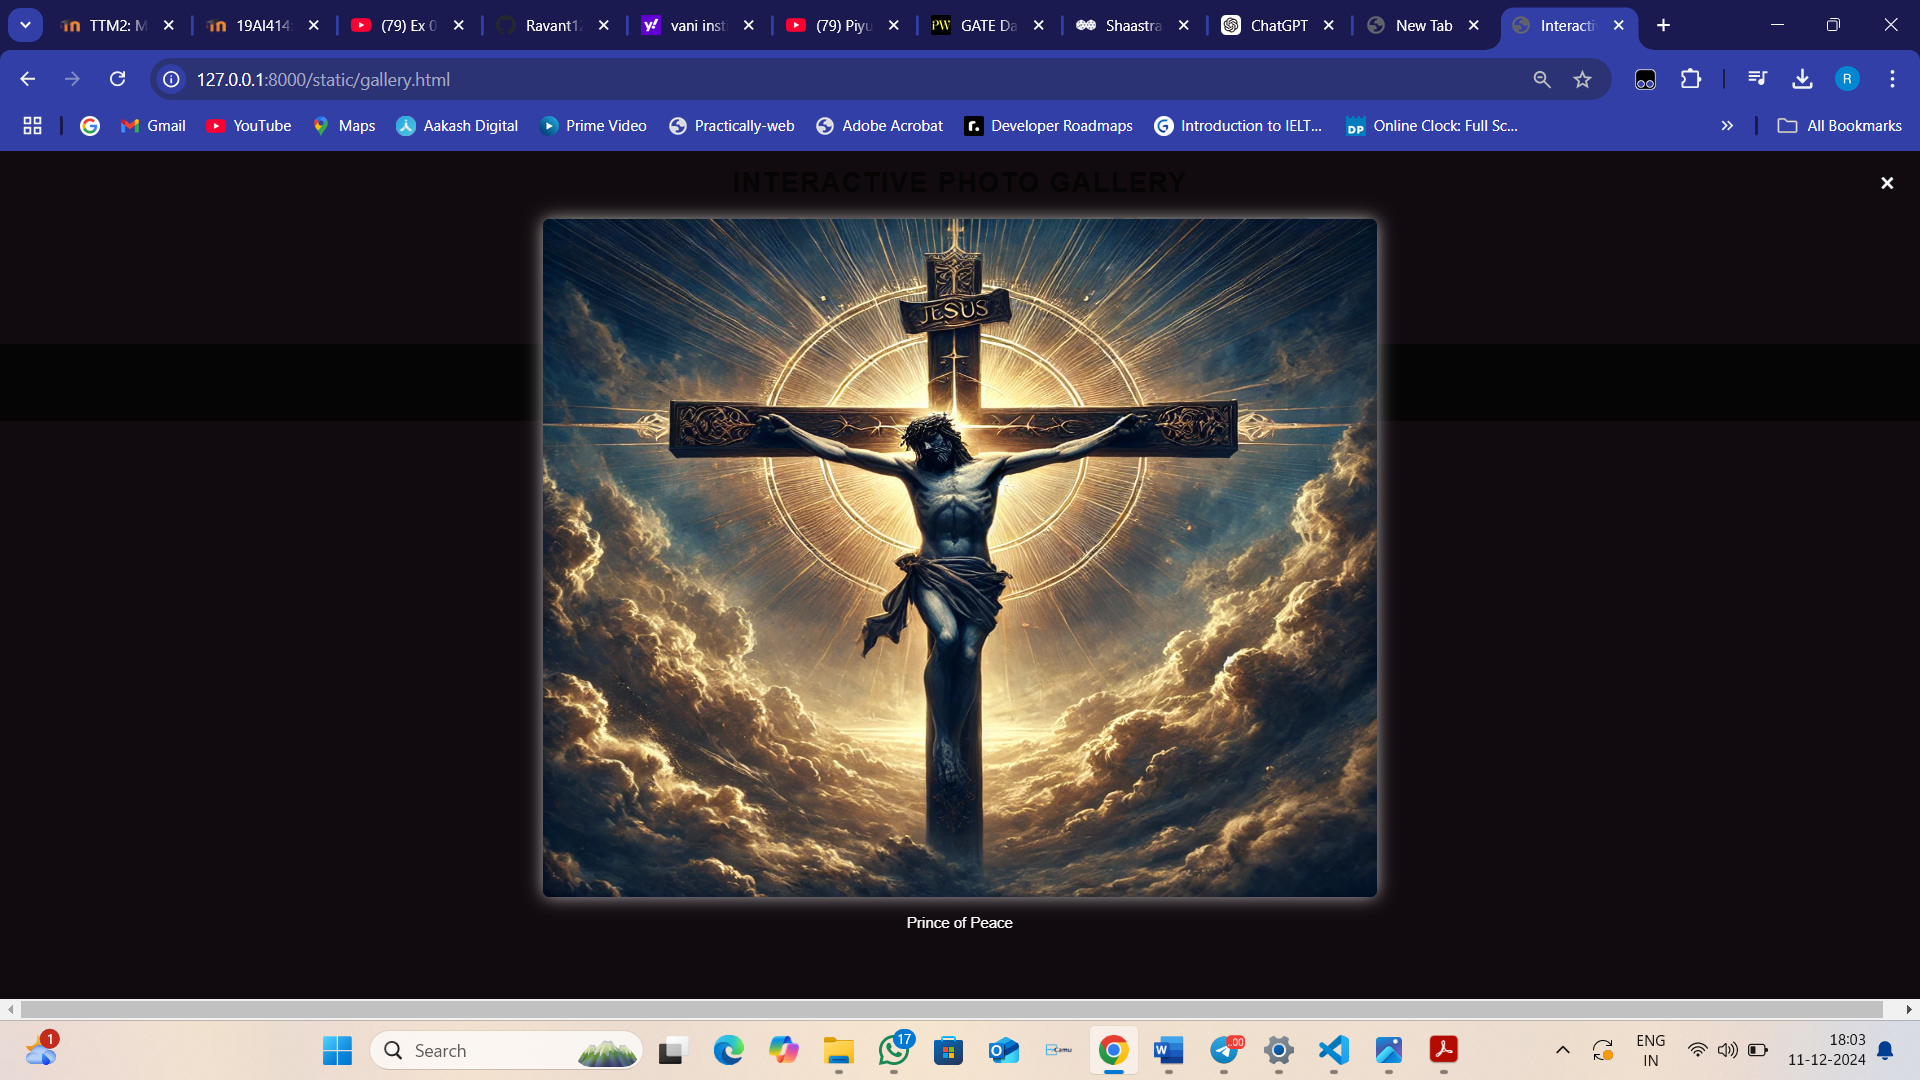 TTM2: M
19AI414:
(79) Ex 0
Ravant12
vani inst
(79) Piyu
GATE Da
Shaastra
ChatGPT
New Tab
Interacti
127.0.0.1:8000/static/gallery.html
R
Gmail
YouTube
Maps
Aakash Digital
Prime Video
Practically-web
Adobe Acrobat
Developer Roadmaps
Introduction to IELT...
Online Clock: Full Sc...
All Bookmarks
INTERACTIVE PHOTO GALLERY
×
JESUS
Prince of Peace
1
Search
17
.00
ENG
IN
18:03
11-12-2024